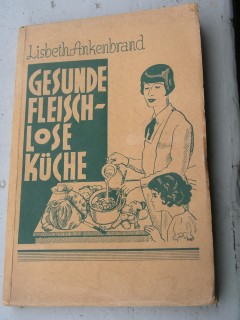 Lisbeth Ankenbrand
GESUNDE
FLEISCH-
LOSE
KÜCHE